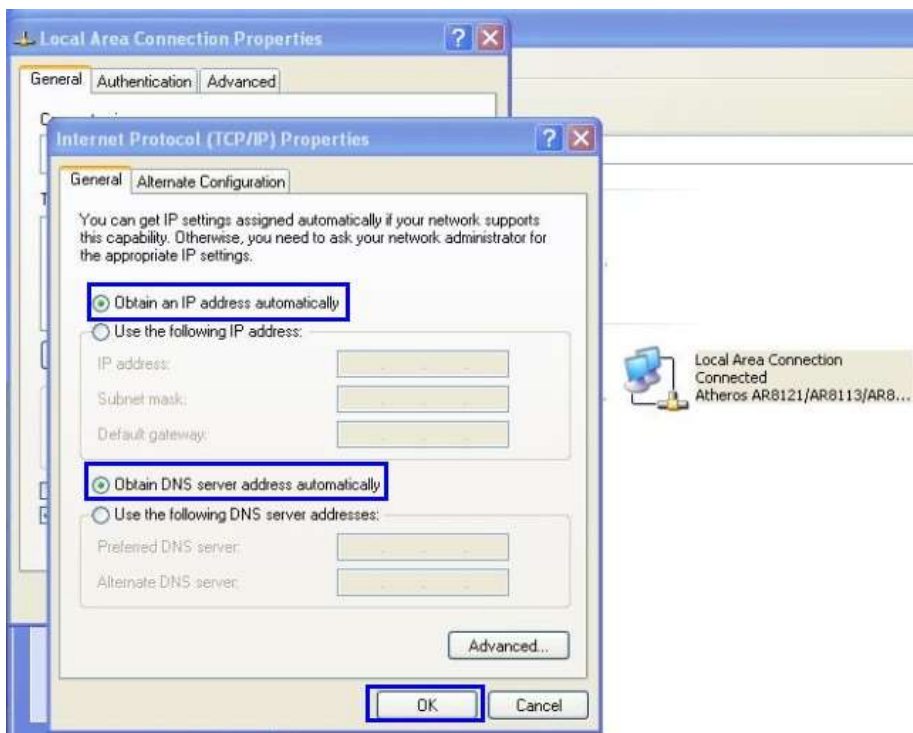 Local Area Connection Properties
General Authentication Advanced
Internet Protocol (TCP/IP) Properties
General Alternate Configuration
You can get IP settings assigned automatically if your network supports
this capability. Otherwise, you need to ask your network administrator for
the appropriate IP settings.
Obtain an IP address automatically
Use the following IP address:
IP address:
Subnet mask:
Default gateway:
Obtain DNS server address automatically
Use the following DNS server addresses:
Preferred DNS server:
Alternate DNS server:
Advanced...
OK Cancel
Local Area Connection
Connected
Atheros AR8121/AR8113/AR8...